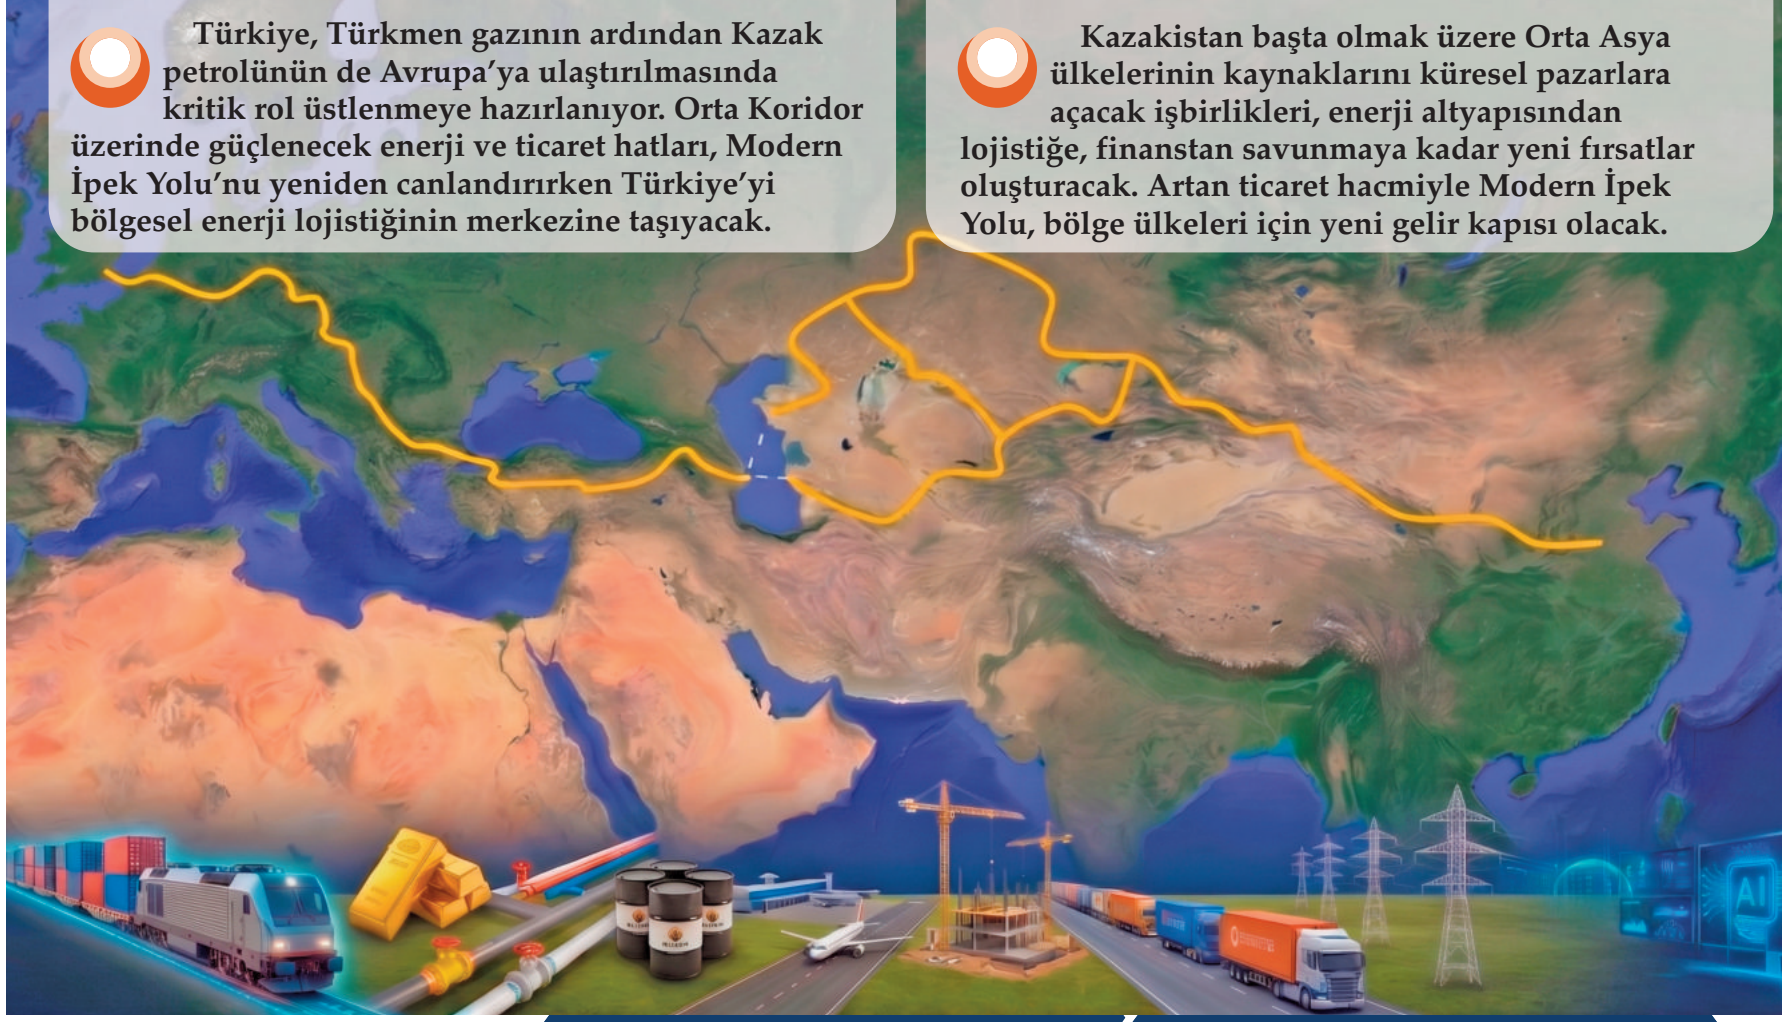 Türkiye, Türkmen gazının ardından Kazak
petrolünün de Avrupa’ya ulaştırılmasında
kritik rol üstlenmeye hazırlanıyor. Orta Koridor
üzerinde güçlenecek enerji ve ticaret hatları, Modern
İpek Yolu’nu yeniden canlandırırken Türkiye’yi
bölgesel enerji lojistiğinin merkezine taşıyacak.
Kazakistan başta olmak üzere Orta Asya
ülkelerinin kaynaklarını küresel pazarlara
açacak işbirlikleri, enerji altyapısından
lojistiğe, finanstan savunmaya kadar yeni fırsatlar
oluşturacak. Artan ticaret hacmiyle Modern İpek
Yolu, bölge ülkeleri için yeni gelir kapısı olacak.
AI